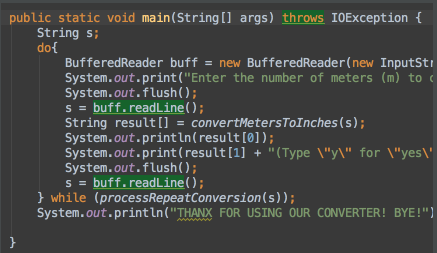 public static void main(String[] args) throws IOException {
String s;
do{
BufferedReader buff = new BufferedReader(new InputStr
System.out.print("Enter the number of meters (m) to c
System.out.flush();
s = buff.readLine();
String result[] = convertMetersToInches(s);
System.out.println(result[0]);
System.out.print(result[1] + "(Type \"y\" for \"yes\"
System.out.flush();
s = buff.readLine();
} while (processRepeatConversion(s));
System.out.println("THANX FOR USING OUR CONVERTER! BYE!")
}